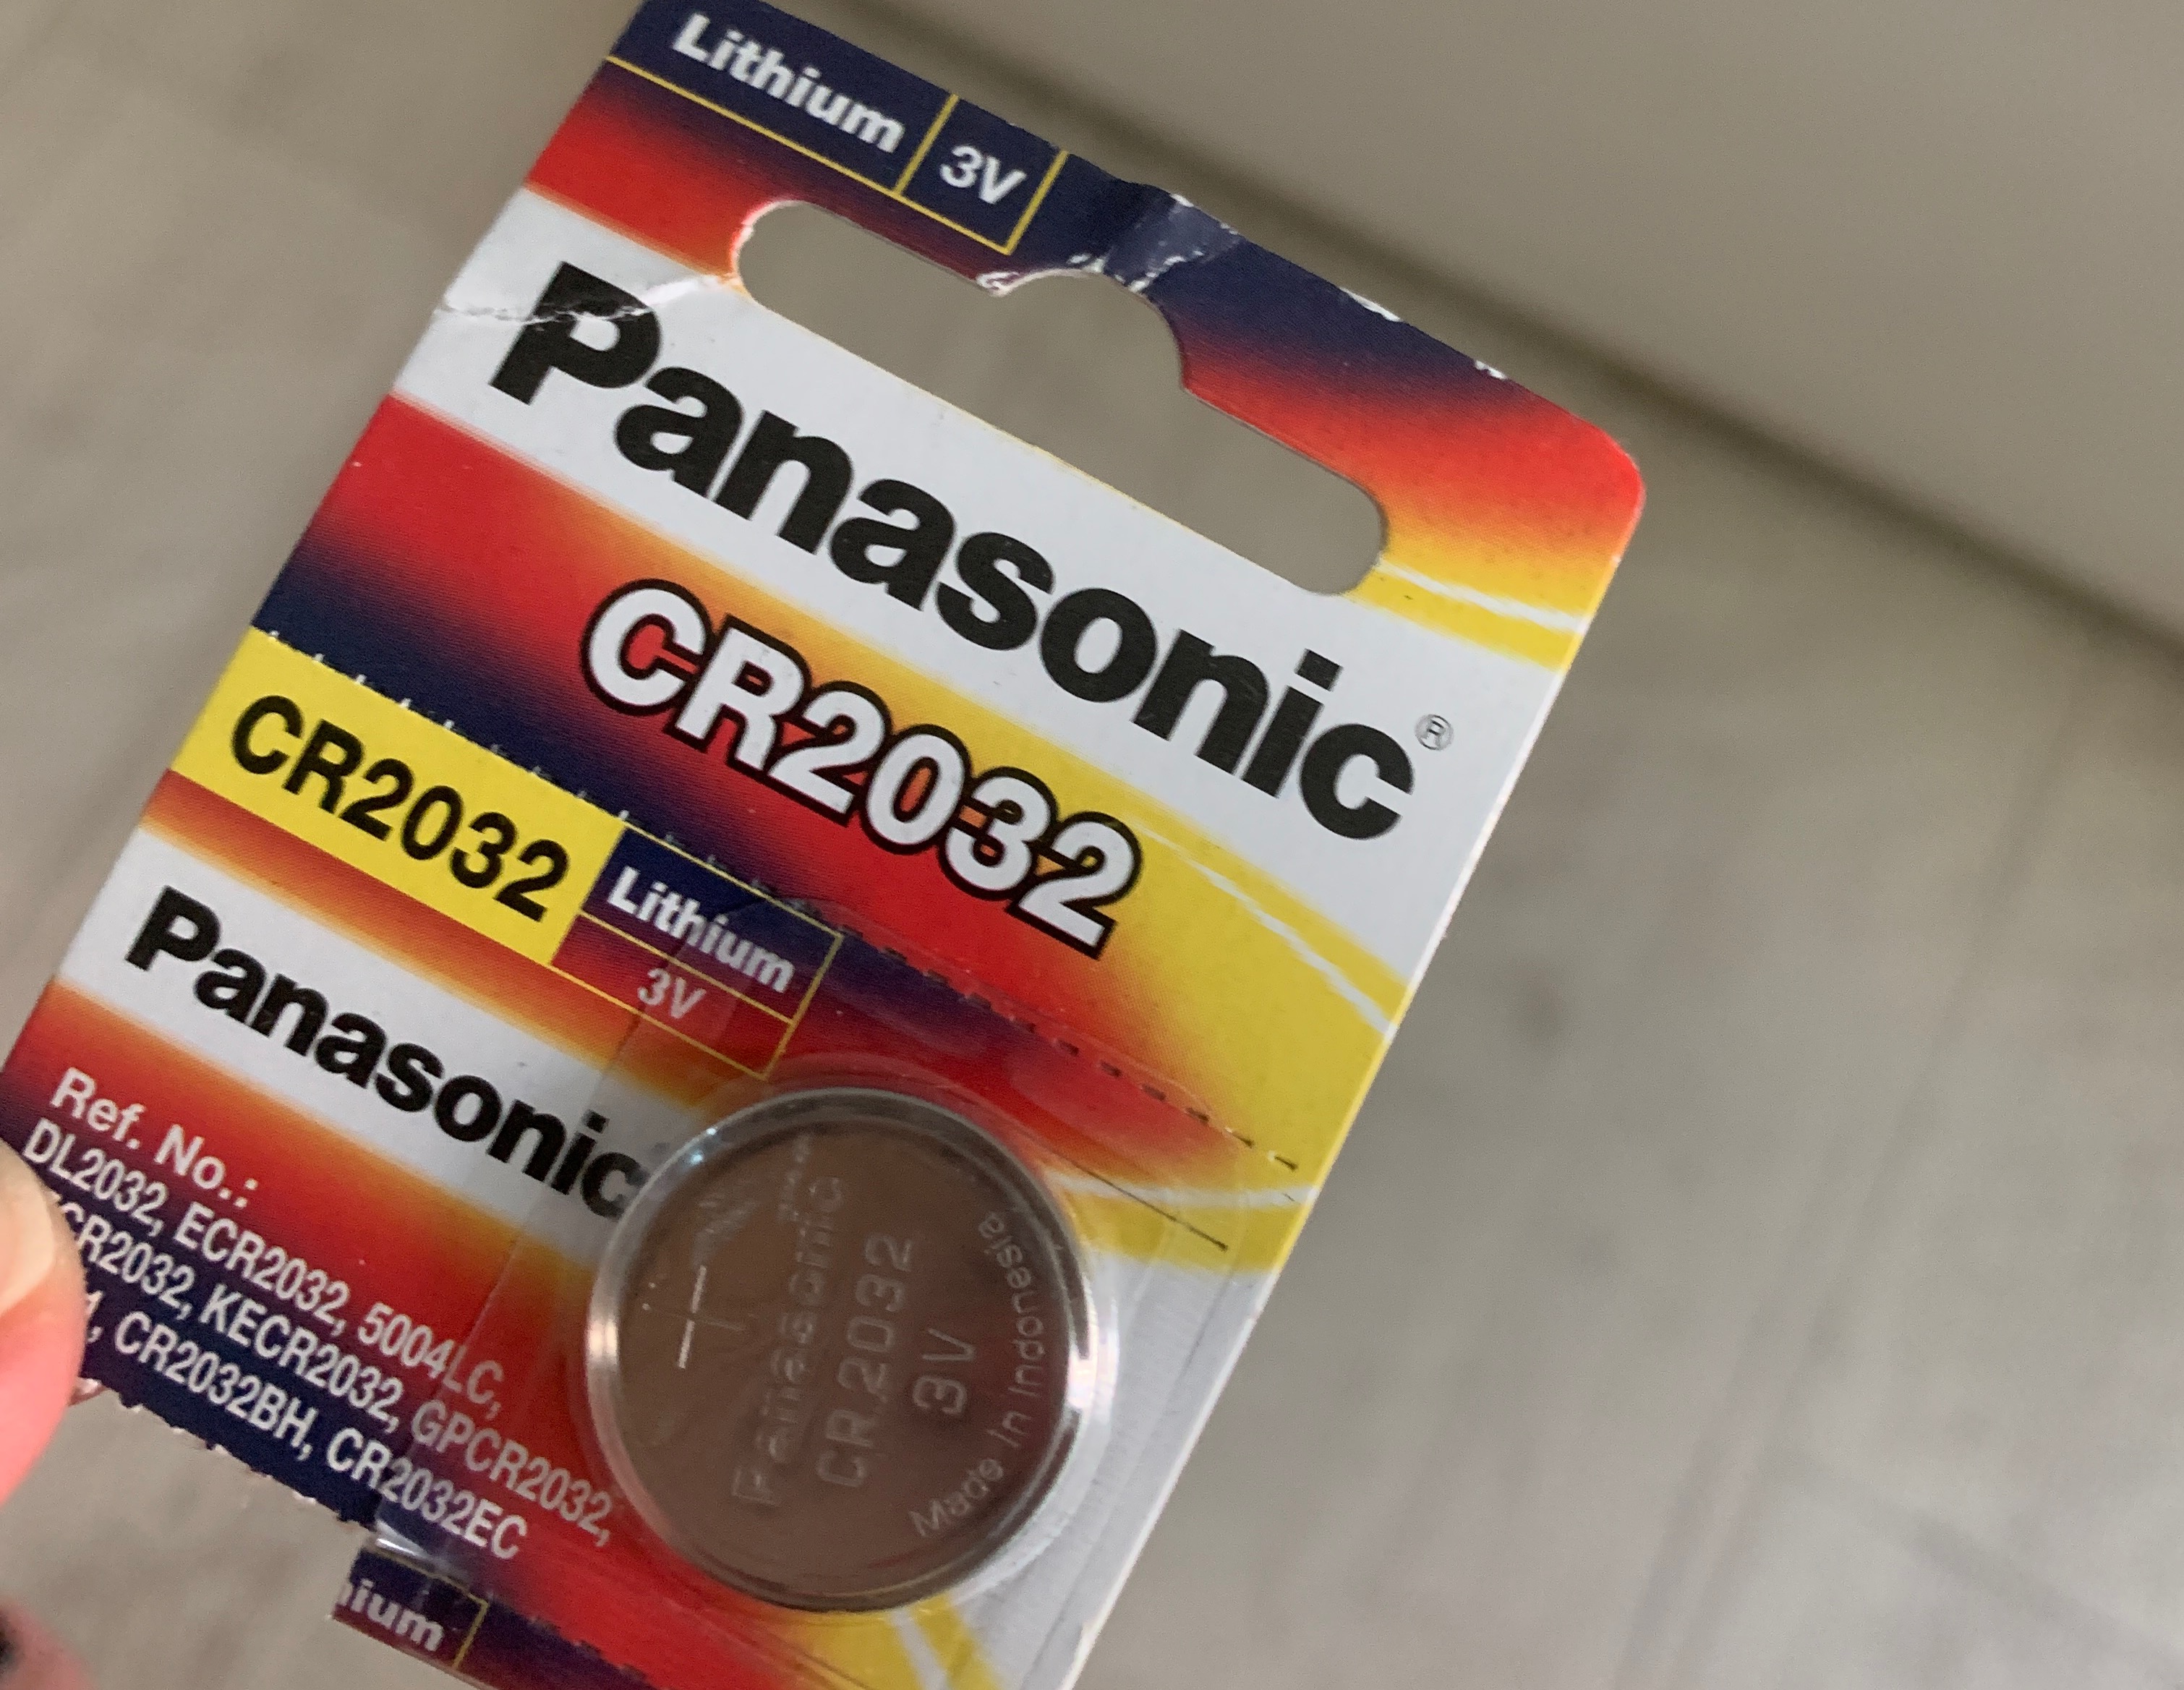 Lithium 3V
Panasonic®
CR2032
CR2032 Lithium
3V
Panasonic
Ref. No.:
DL2032, ECR2032, 5004LC,
KECR2032, GPCR2032,
CR2032BH, CR2032EC
+
Panasonic
CR2032
3V
Made In Indonesia